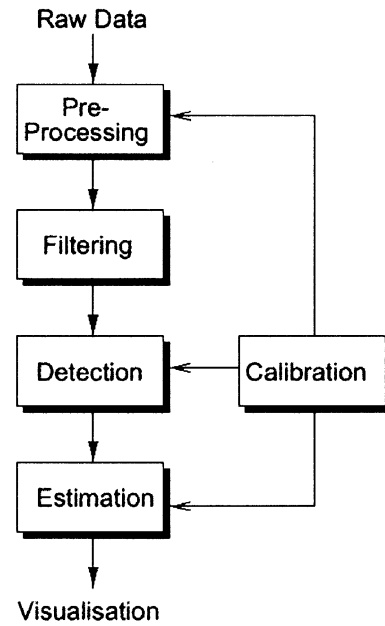 Raw Data
Pre-
Processing
Filtering
Detection
Calibration
Estimation
Visualisation